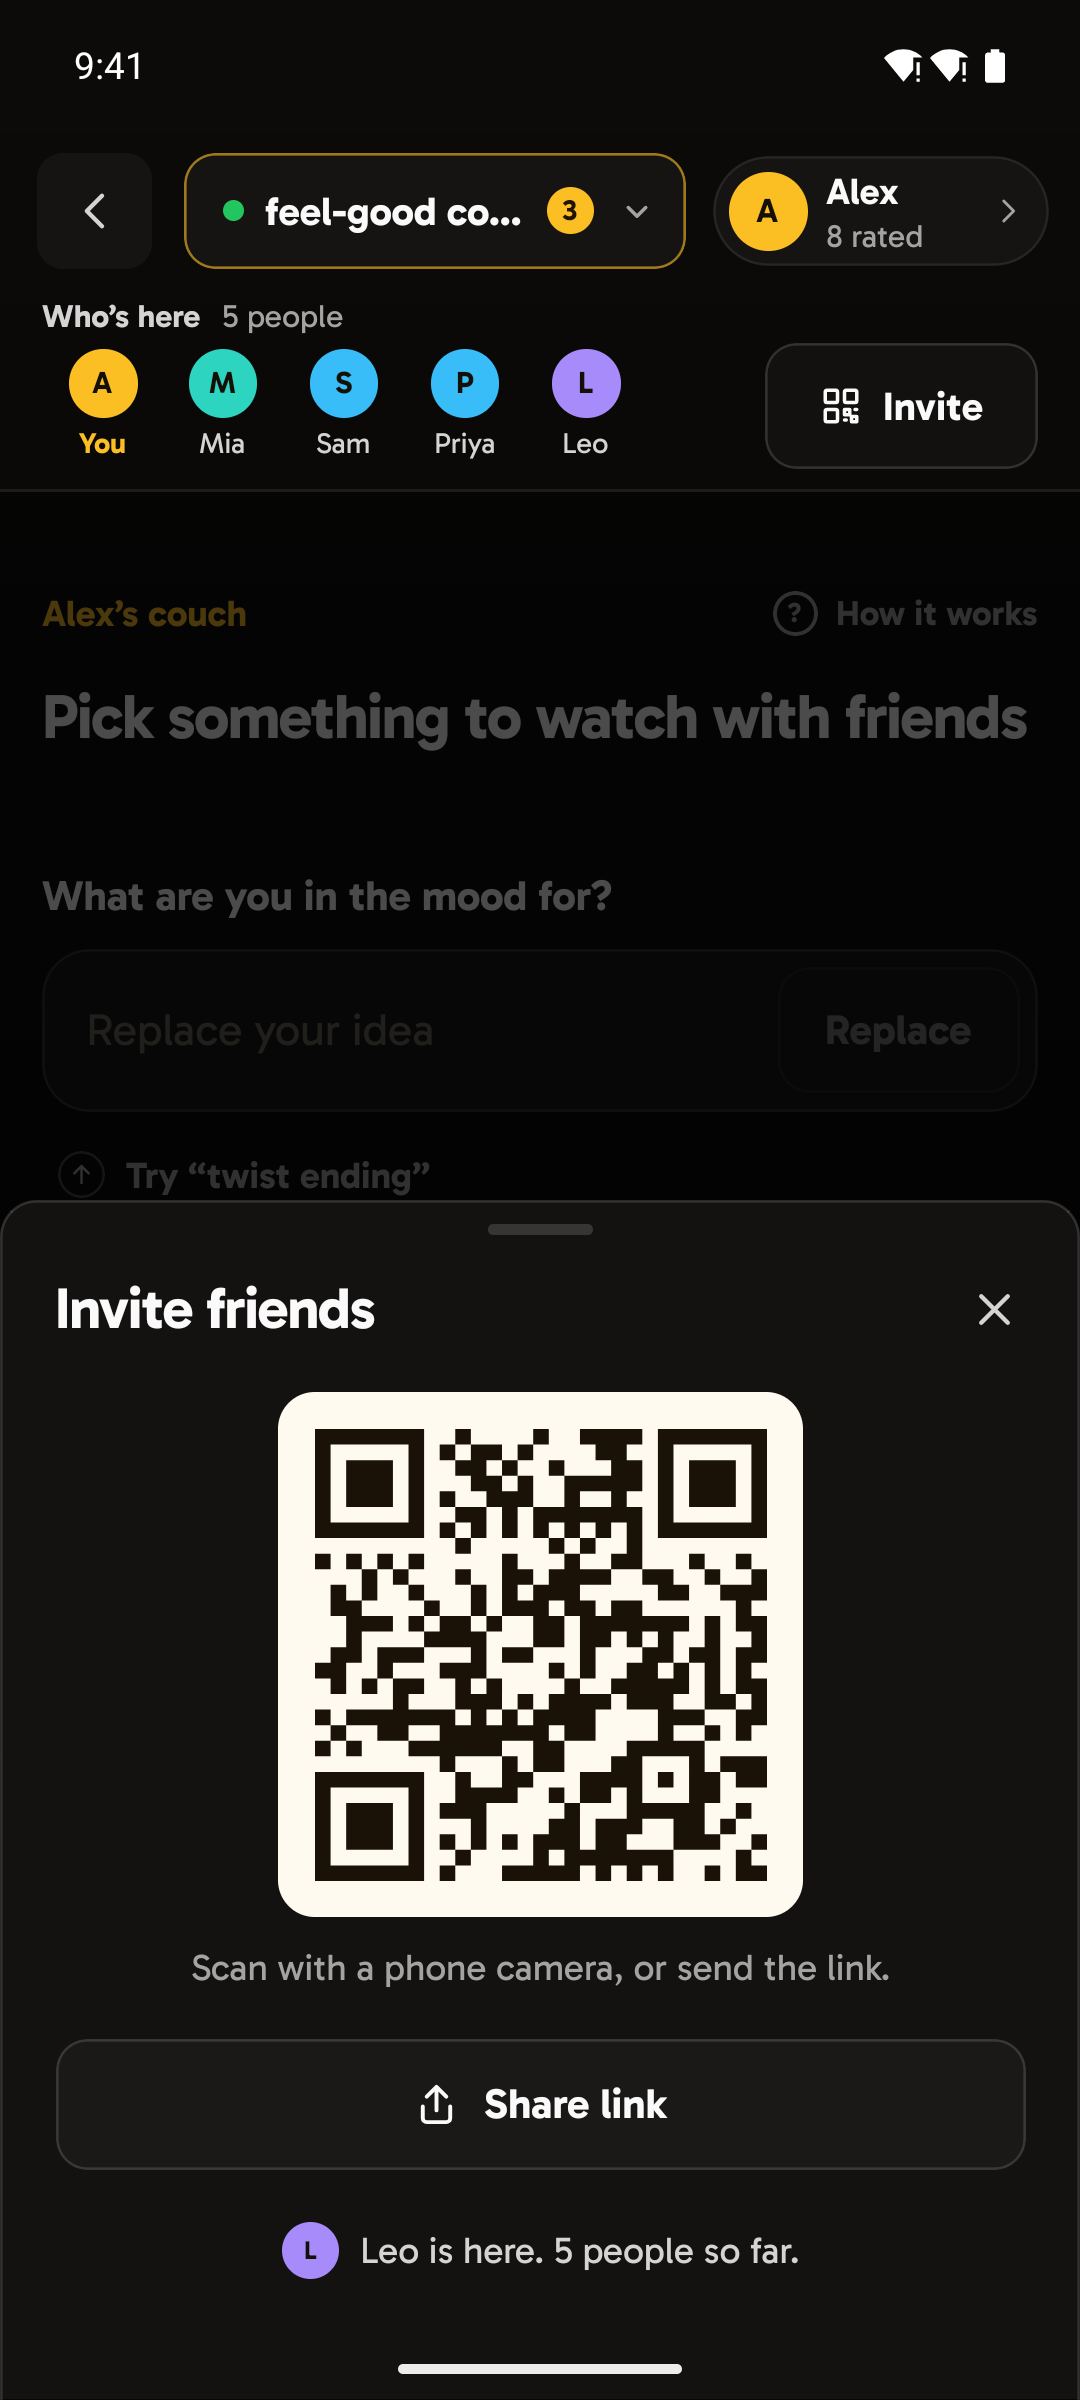 9:41
feel-good co... 3
A Alex
8 rated
Who's here 5 people
A M S P L
You Mia Sam Priya Leo
Invite
Alex's couch
? How it works
Pick something to watch with friends
What are you in the mood for?
Replace your idea Replace
Try “twist ending”
Invite friends
Scan with a phone camera, or send the link.
Share link
L Leo is here. 5 people so far.